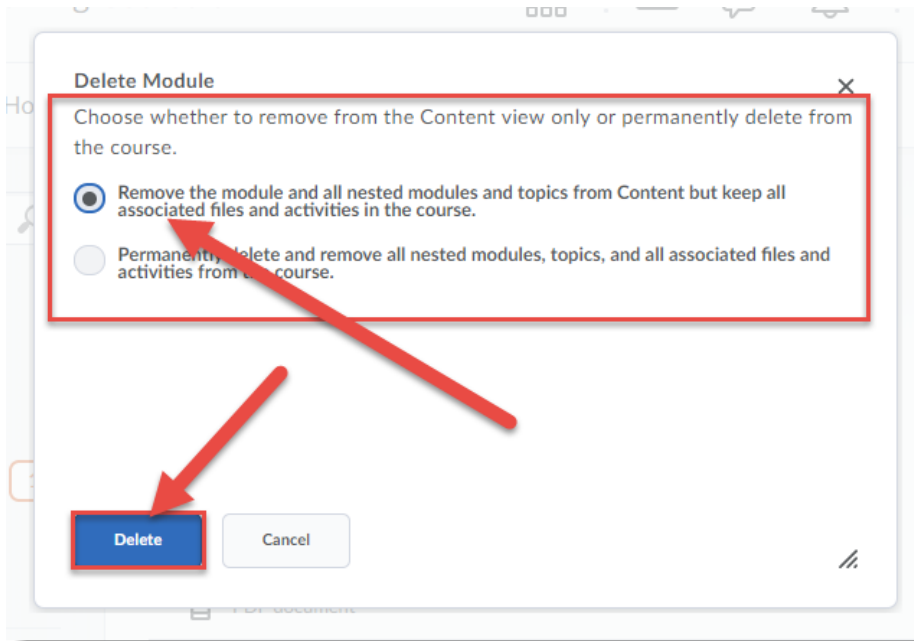 Delete Module
Choose whether to remove from the Content view only or permanently delete from
the course.
Remove the module and all nested modules and topics from Content but keep all
associated files and activities in the course.
Permanently delete and remove all nested modules, topics, and all associated files and
activities from the course.
Delete Cancel
PDF document